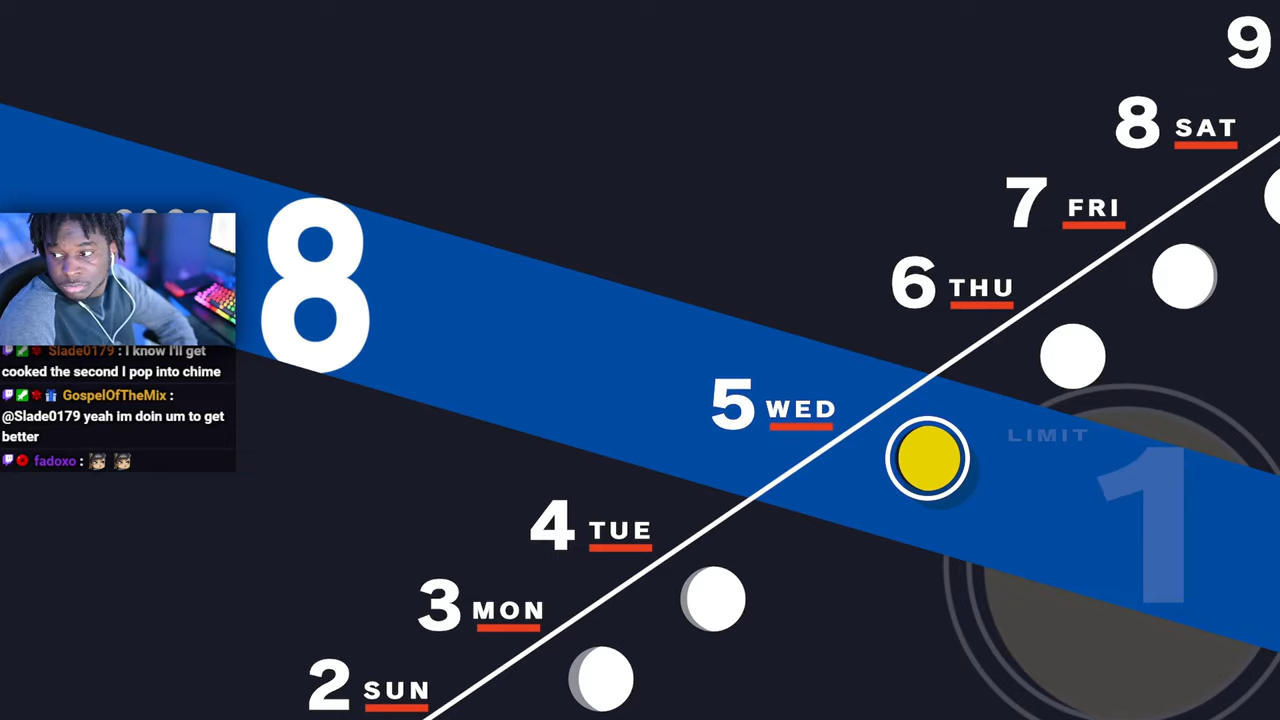 9
8 SAT
7 FRI
6 THU
8
5 WED
LIMIT
1
4 TUE
3 MON
2 SUN
Slade0179 : I know I'll get
cooked the second I pop into chime
GospelOfTheMix :
@Slade0179 yeah im doin um to get
better
fadoxo :